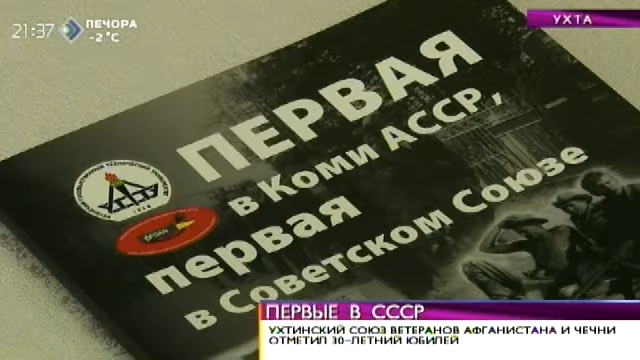 21:37
ПЕЧОРА
-2°C
УХТА
ПЕРВАЯ
в Коми АССР,
первая
в Советском Союзе
AFGAN
ПЕРВЫЕ В СССР
УХТИНСКИЙ СОЮЗ ВЕТЕРАНОВ АФГАНИСТАНА И ЧЕЧНИ
ОТМЕТИЛ 30-ЛЕТНИЙ ЮБИЛЕЙ